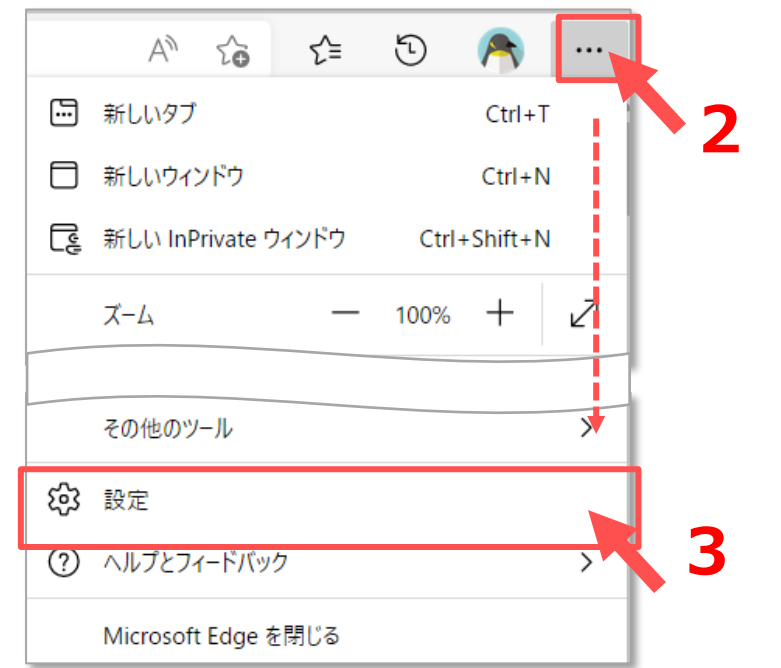 A
2
新しいタブ Ctrl+T
新しいウィンドウ Ctrl+N
新しい InPrivate ウィンドウ Ctrl+Shift+N
ズーム — 100% +
その他のツール
設定
3
ヘルプとフィードバック
Microsoft Edge を閉じる